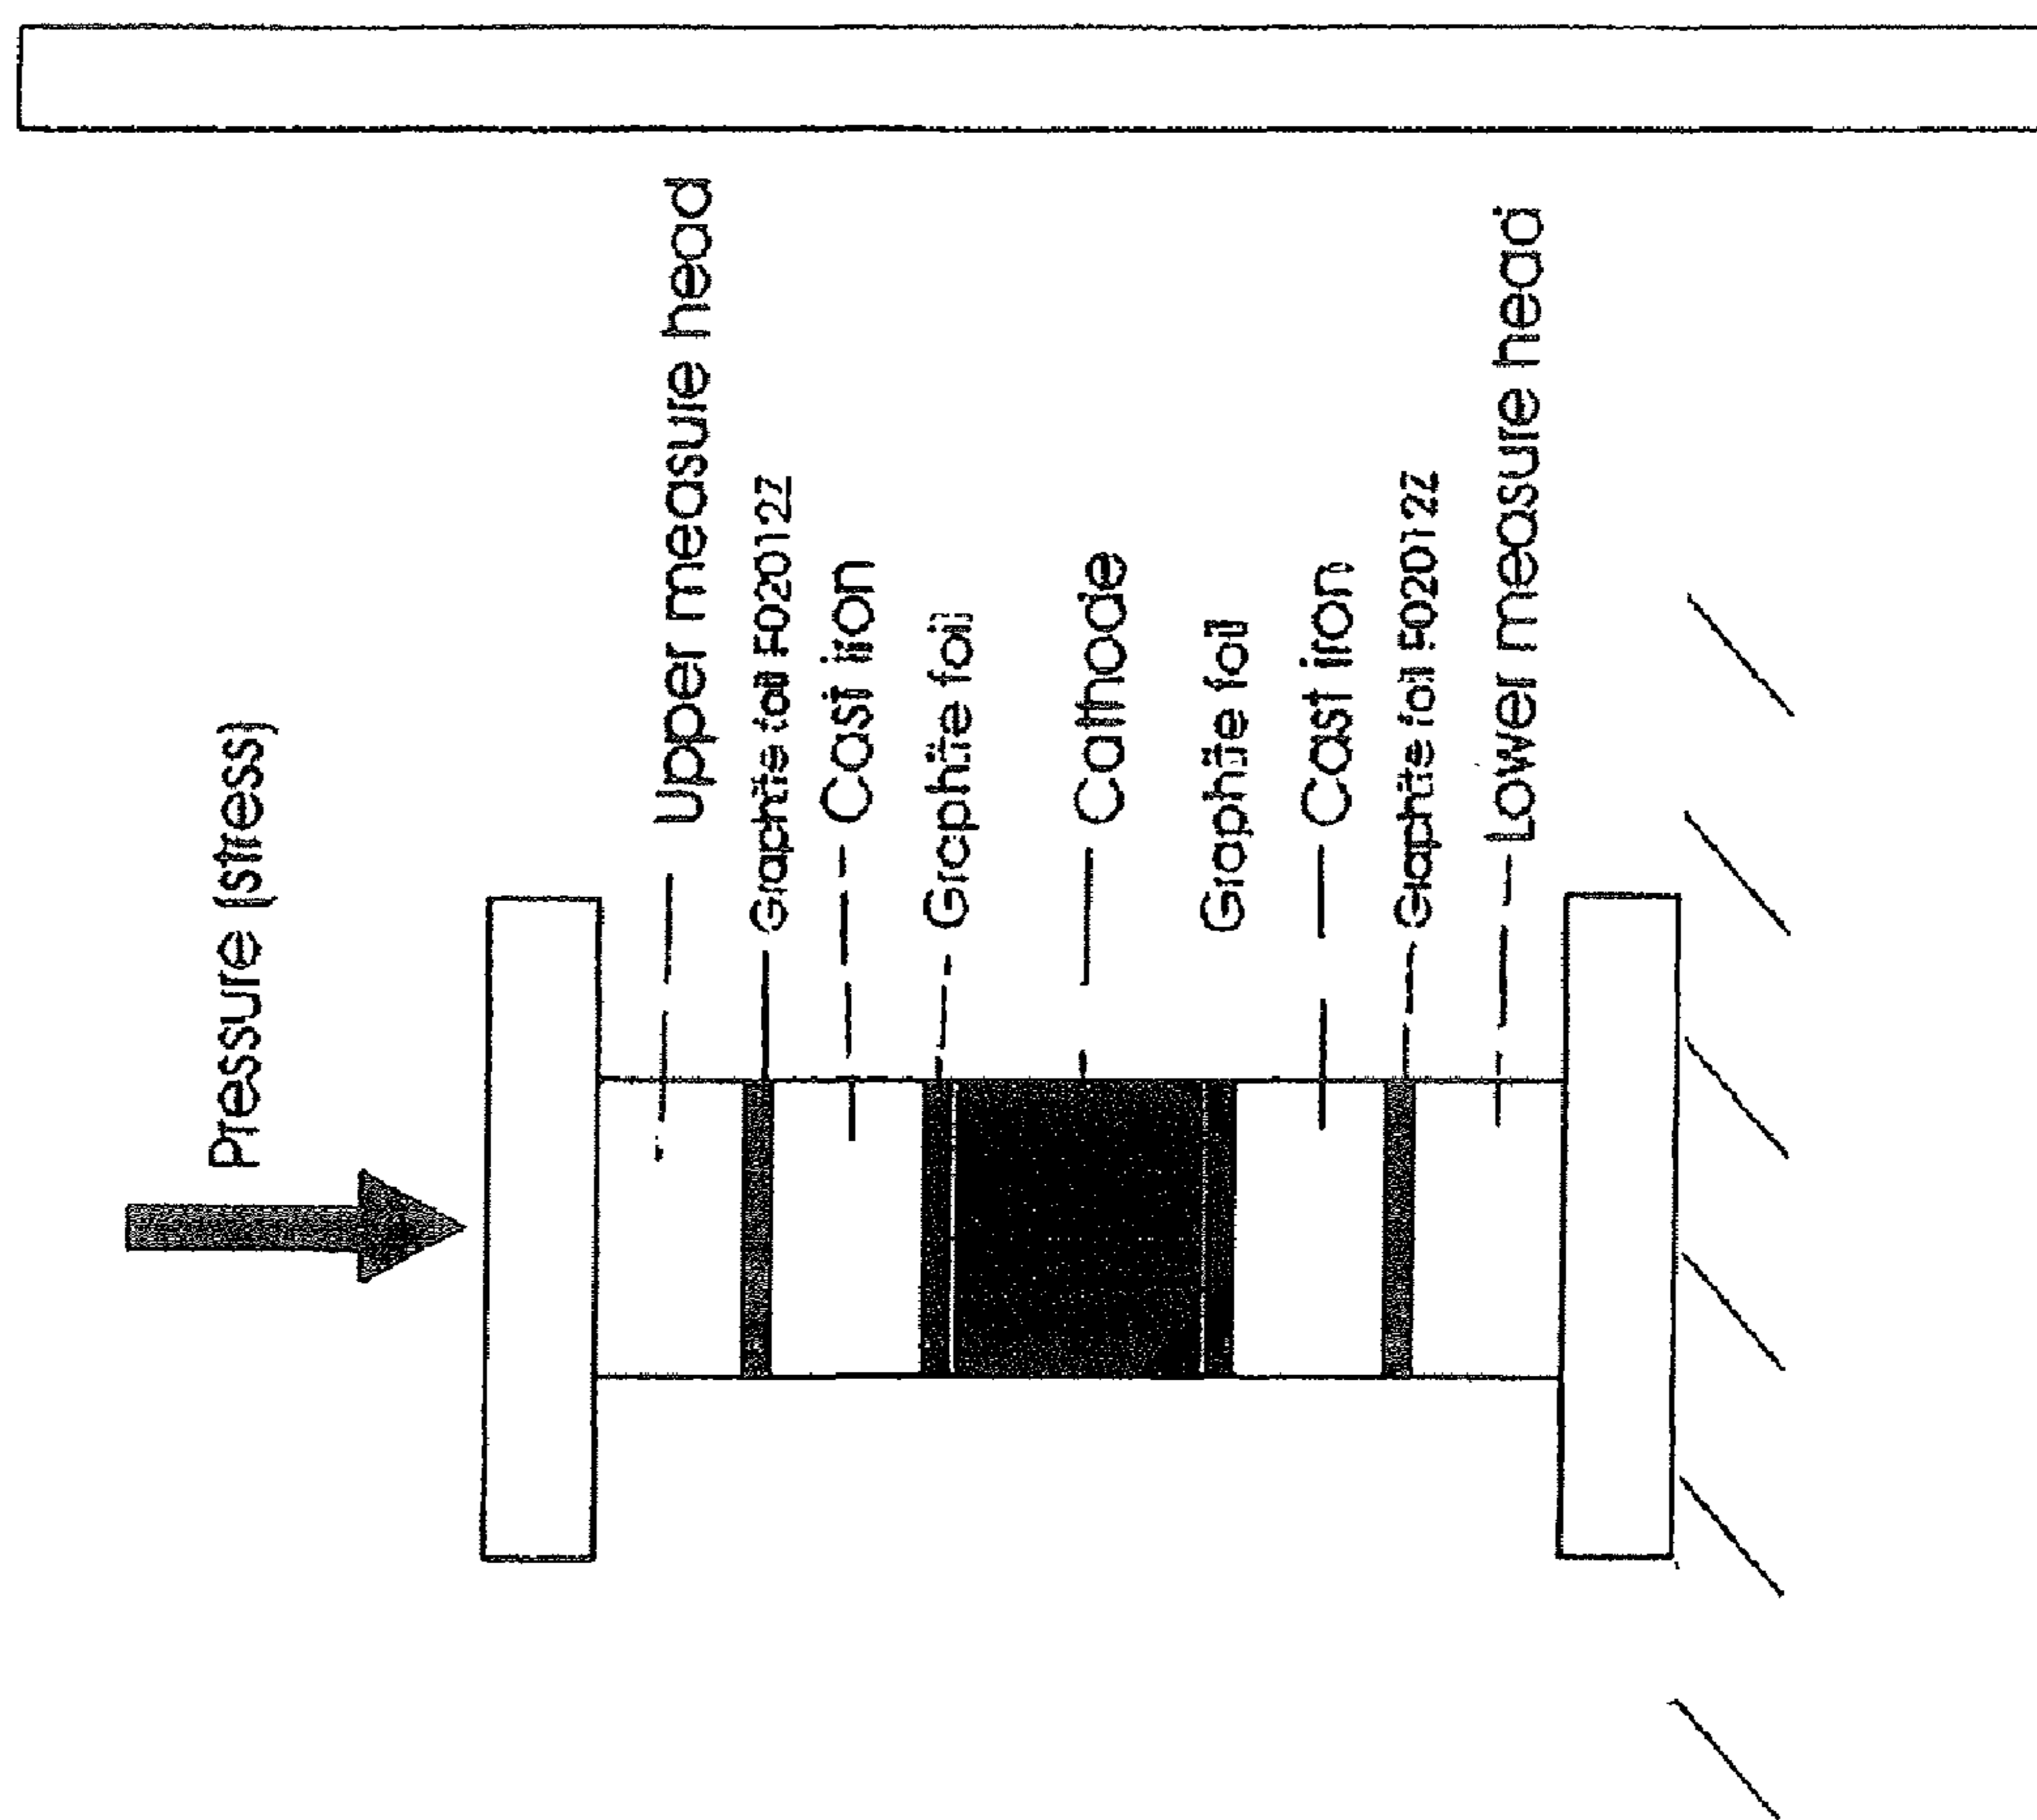 Pressure (stress)
Upper measure head
Graphite foil F02012Z
Cast iron
Graphite foil
Cathode
Graphite foil
Cast iron
Graphite foil F02012Z
Lower measure head